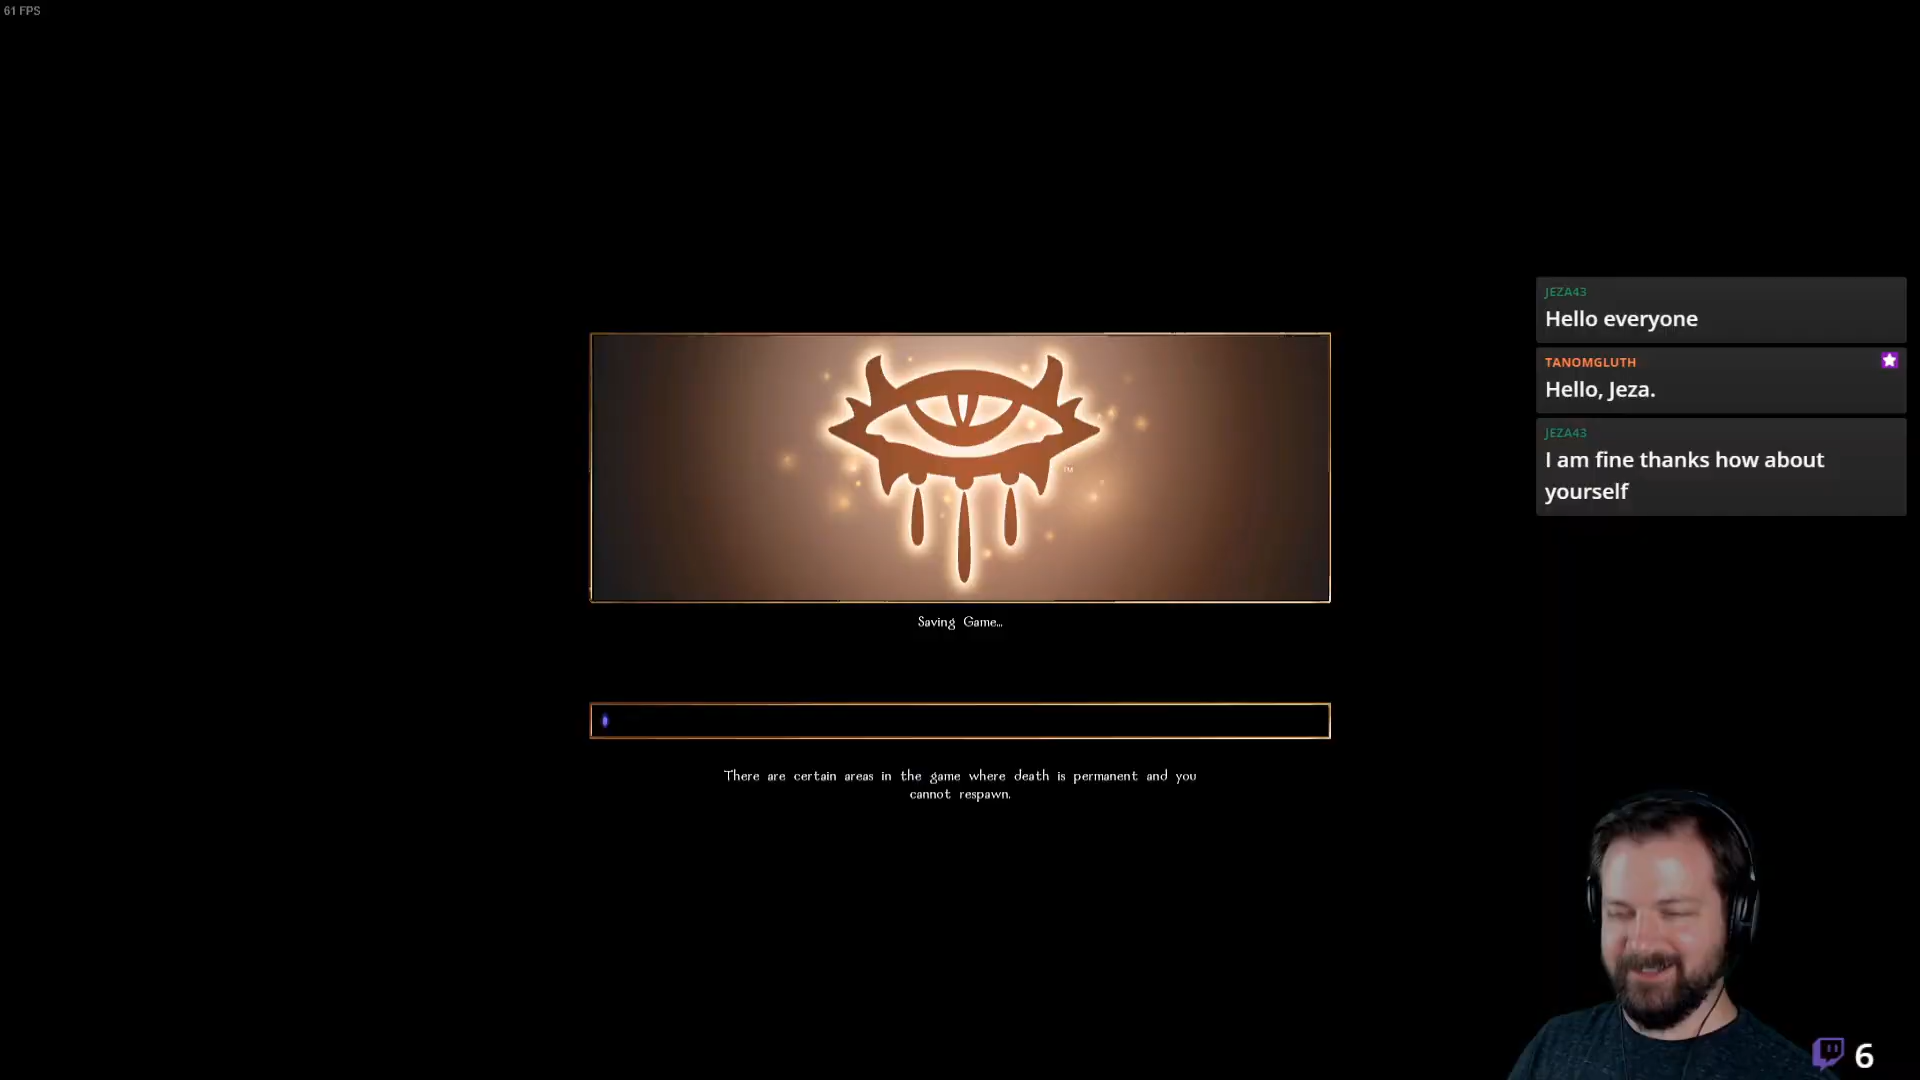 61 FPS
JEZA43
Hello everyone
TANOMGLUTH
Hello, Jeza.
JEZA43
I am fine thanks how about
yourself
TM
Saving Game...
There are certain areas in the game where death is permanent and you
cannot respawn.
6